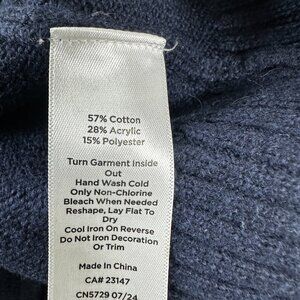 57% Cotton
28% Acrylic
15% Polyester
Turn Garment Inside
Out
Hand Wash Cold
Only Non-Chlorine
Bleach When Needed
Reshape, Lay Flat To
Dry
Cool Iron On Reverse
Do Not Iron Decoration
Or Trim
Made In China
CA# 23147
CN5729 07/24